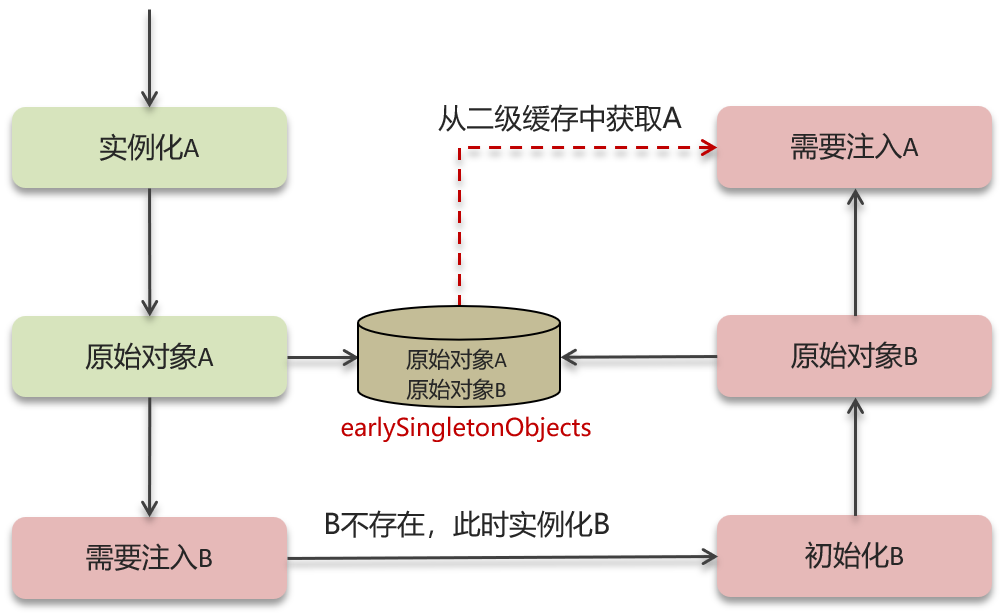 从二级缓存中获取A
实例化A
需要注入A
原始对象A
原始对象A
原始对象B
原始对象B
earlySingletonObjects
B不存在，此时实例化B
需要注入B
初始化B